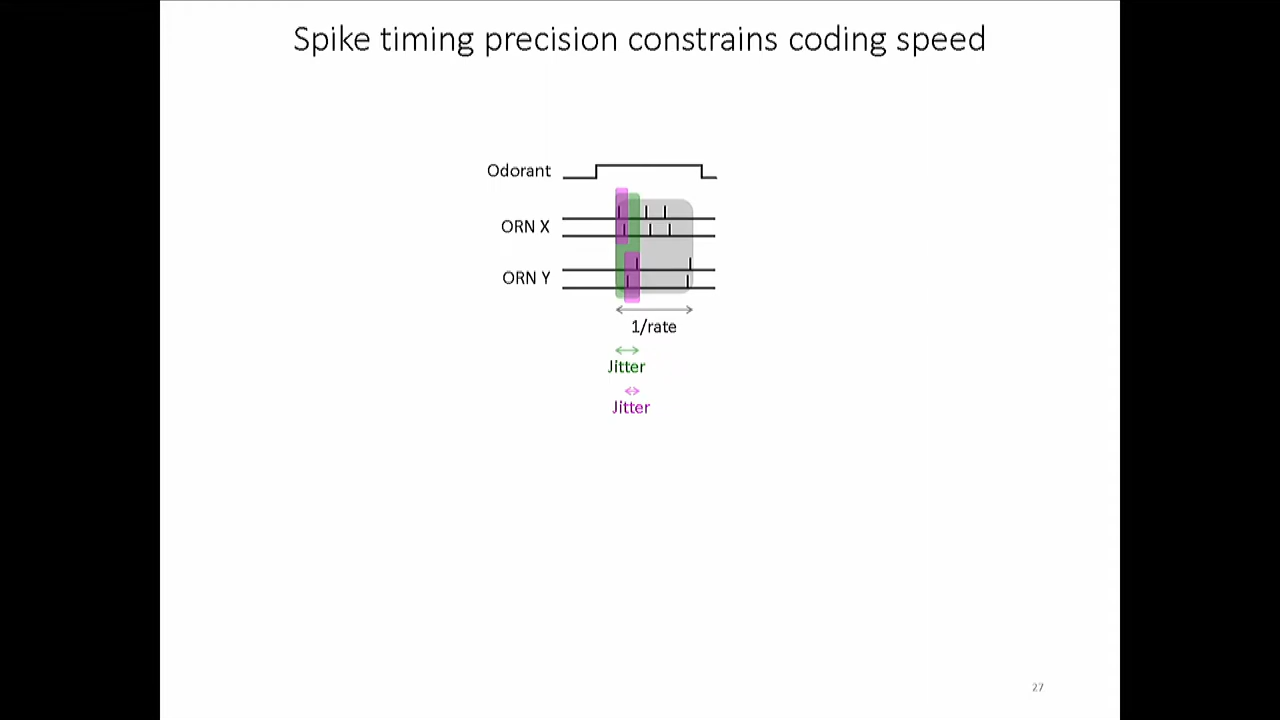 Spike timing precision constrains coding speed
Odorant
ORN X
ORN Y
1/rate
Jitter
Jitter
27